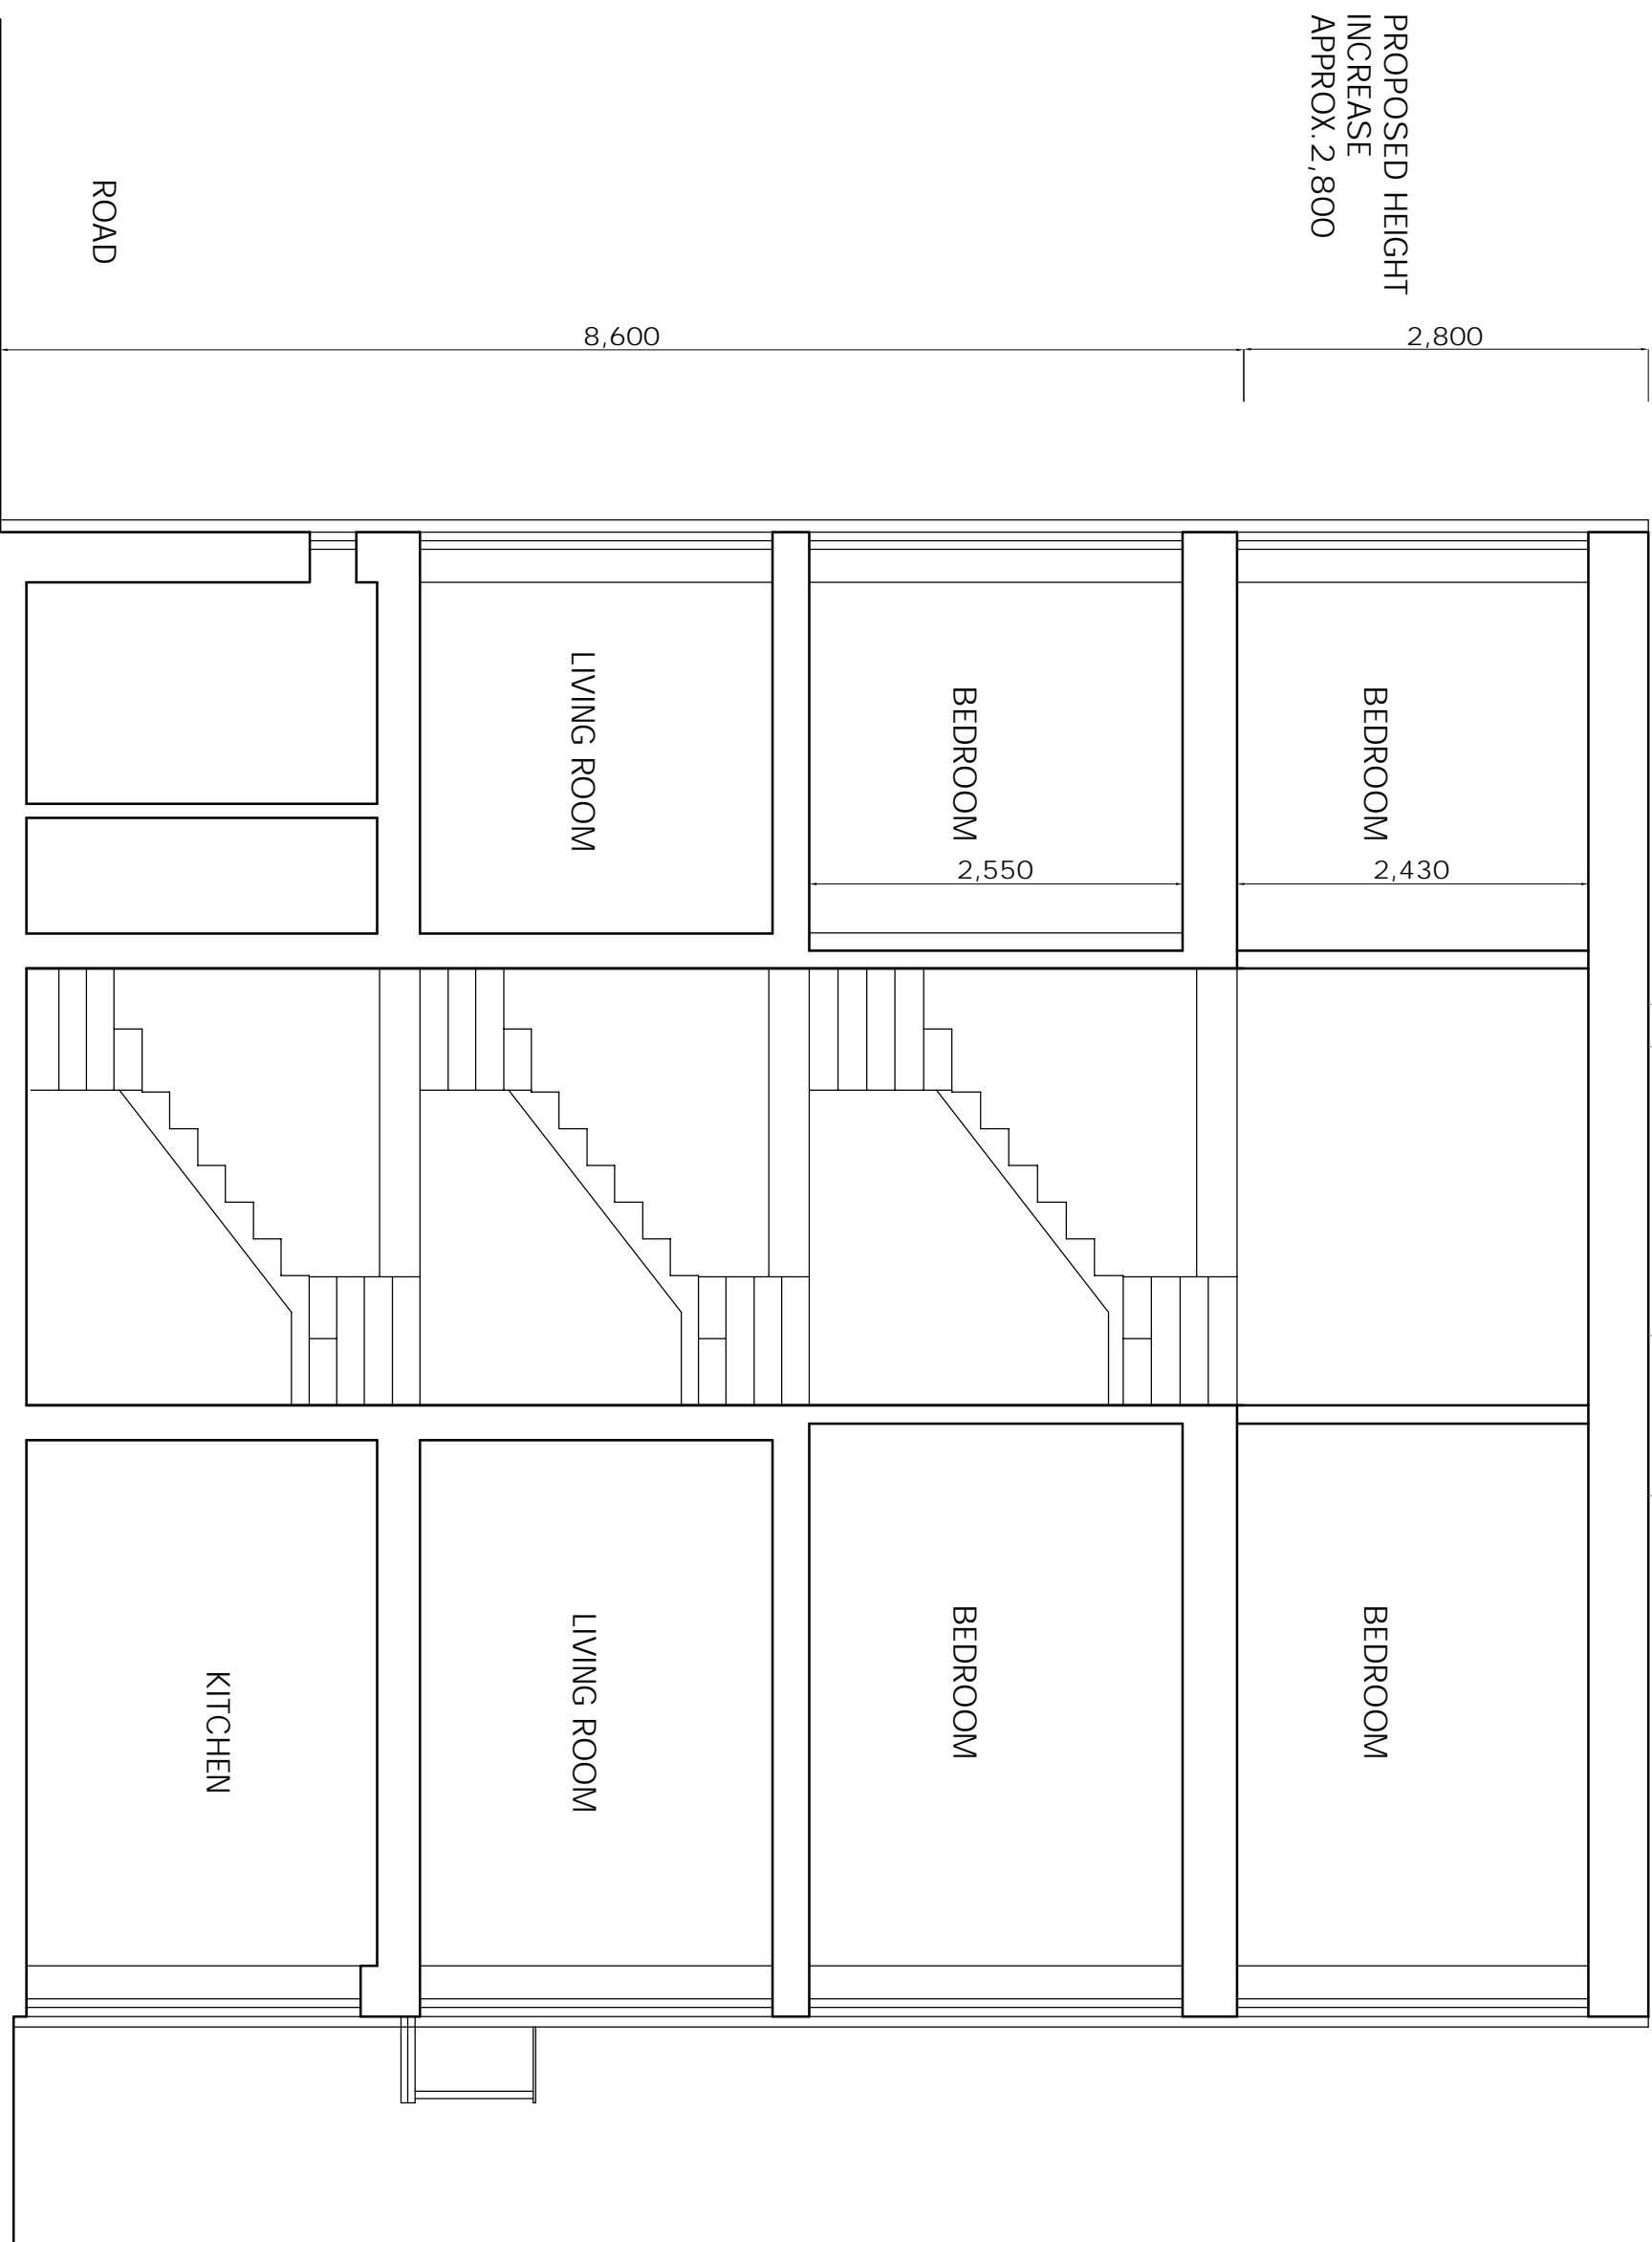 PROPOSED HEIGHT
INCREASE
APPROX. 2,800
2,800
8,600
ROAD
BEDROOM
2,430
BEDROOM
BEDROOM
2,550
BEDROOM
LIVING ROOM
LIVING ROOM
KITCHEN